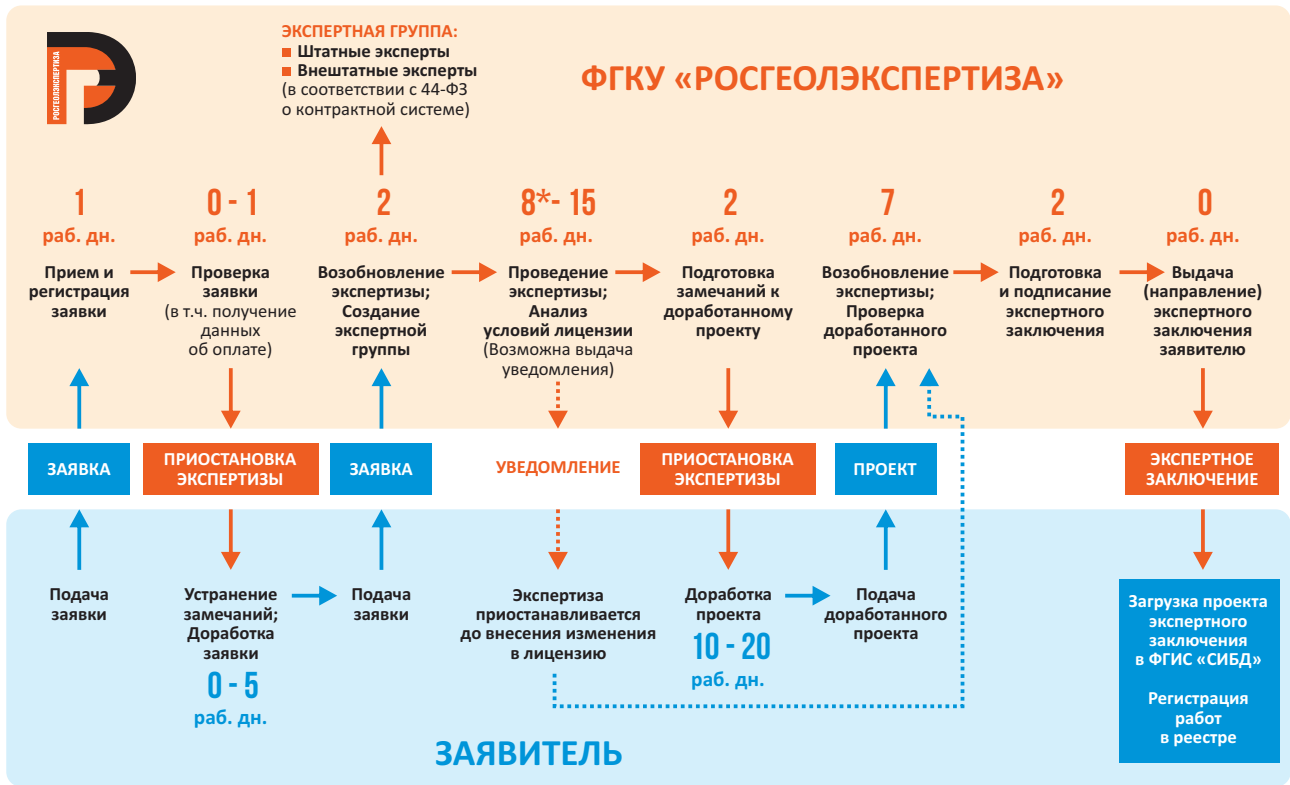 РОСГЕОЛЭКСПЕРТИЗА
ЭКСПЕРТНАЯ ГРУППА:
Штатные эксперты
Внештатные эксперты
(в соответствии с 44-ФЗ
о контрактной системе)
ФГКУ «РОСГЕОЛЭКСПЕРТИЗА»
1
раб. дн.
Прием и
регистрация
заявки
0 - 1
раб. дн.
Проверка
заявки
(в т.ч. получение
данных
об оплате)
2
раб. дн.
Возобновление
экспертизы;
Создание
экспертной
группы
8*- 15
раб. дн.
Проведение
экспертизы;
Анализ
условий лицензии
(Возможна выдача
уведомления)
2
раб. дн.
Подготовка
замечаний к
доработанному
проекту
7
раб. дн.
Возобновление
экспертизы;
Проверка
доработанного
проекта
2
раб. дн.
Подготовка
и подписание
экспертного
заключения
0
раб. дн.
Выдача
(направление)
экспертного
заключения
заявителю
ЗАЯВКА
ПРИОСТАНОВКА
ЭКСПЕРТИЗЫ
ЗАЯВКА
УВЕДОМЛЕНИЕ
ПРИОСТАНОВКА
ЭКСПЕРТИЗЫ
ПРОЕКТ
ЭКСПЕРТНОЕ
ЗАКЛЮЧЕНИЕ
Подача
заявки
Устранение
замечаний;
Доработка
заявки
0 - 5
раб. дн.
Подача
заявки
Экспертиза
приостанавливается
до внесения изменения
в лицензию
Доработка
проекта
10 - 20
раб. дн.
Подача
доработанного
проекта
Загрузка проекта
экспертного
заключения
в ФГИС «СИБД»
Регистрация
работ
в реестре
ЗАЯВИТЕЛЬ